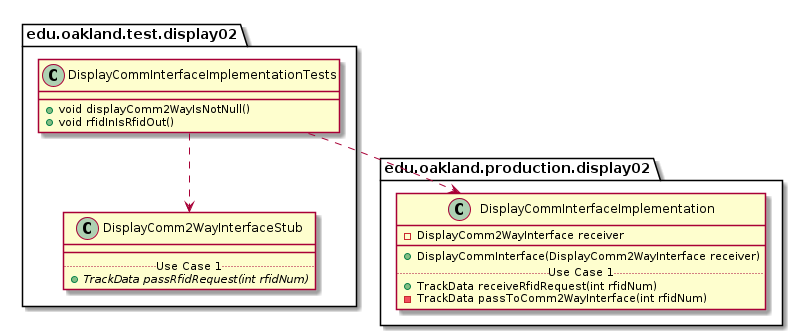 edu.oakland.test.display02
C DisplayCommInterfaceImplementationTests
void displayComm2WayIsNotNull()
void rfidInIsRfidOut()
C DisplayComm2WayInterfaceStub
Use Case 1
TrackData passRfidRequest(int rfidNum)
edu.oakland.production.display02
C DisplayCommInterfaceImplementation
DisplayComm2WayInterface receiver
DisplayCommInterface(DisplayComm2WayInterface receiver)
Use Case 1
TrackData receiveRfidRequest(int rfidNum)
TrackData passToComm2WayInterface(int rfidNum)